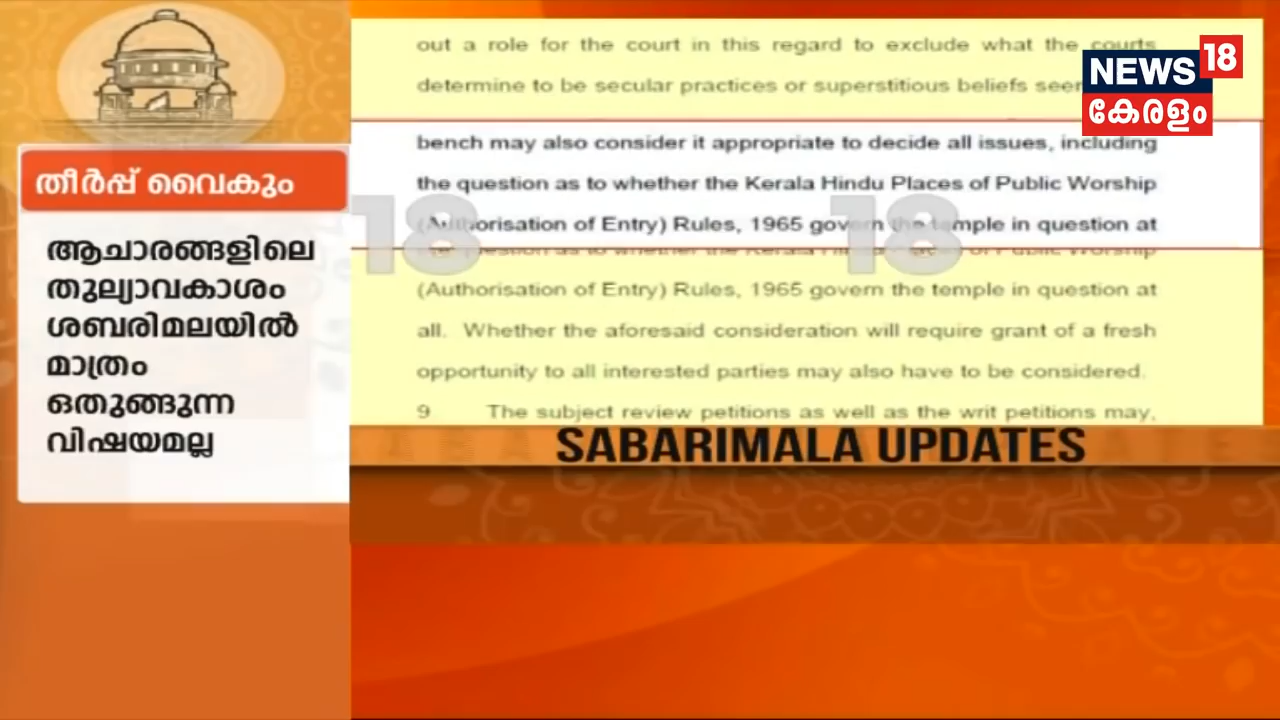 തീർപ്പ് വൈകും
ആചാരങ്ങളിലെ
തുല്യാവകാശം
ശബരിമലയിൽ
മാത്രം
ഒതുങ്ങുന്ന
വിഷയമല്ല
out a role for the court in this regard to exclude what the courts
determine to be secular practices or superstitious beliefs
bench may also consider it appropriate to decide all issues, including
the question as to whether the Kerala Hindu Places of Public Worship
(Authorisation of Entry) Rules, 1965 govern the temple in question at
(Authorisation of Entry) Rules, 1965 govern the temple in question at
all. Whether the aforesaid consideration will require grant of a fresh
opportunity to all interested parties may also have to be considered.
9. The subject review petitions as well as the writ petitions may,
SABARIMALA UPDATES
NEWS 18
കേരളം
18
18